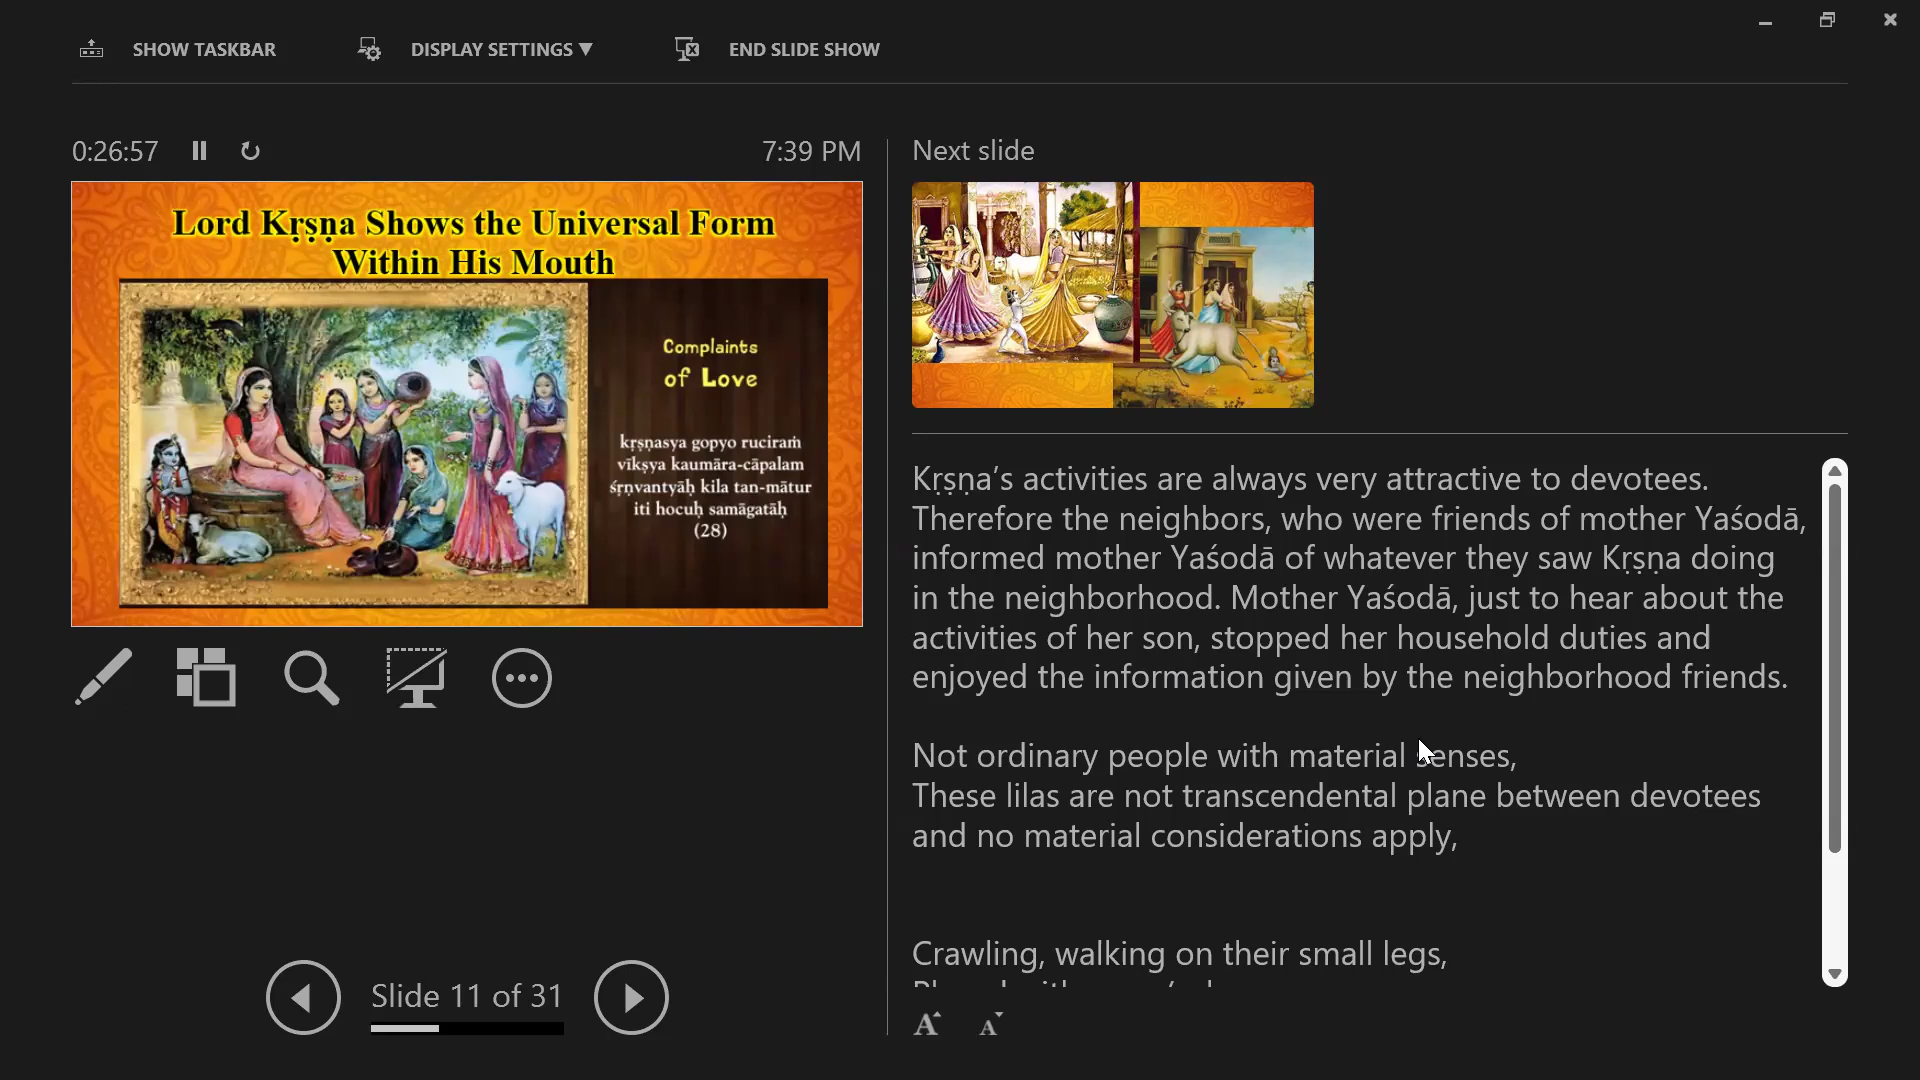 SHOW TASKBAR
DISPLAY SETTINGS ▼
END SLIDE SHOW
0:26:57
7:39 PM
Lord Kṛṣṇa Shows the Universal Form
Within His Mouth
Complaints
of Love
kṛṣṇasya gopyo ruciraṁ
vīkṣya kaumāra-cāpalam
śṛṇvantyāḥ kila tan-mātur
iti hocuḥ samāgatāḥ
(28)
Slide 11 of 31
Next slide
Kṛṣṇa’s activities are always very attractive to devotees.
Therefore the neighbors, who were friends of mother Yaśodā,
informed mother Yaśodā of whatever they saw Kṛṣṇa doing
in the neighborhood. Mother Yaśodā, just to hear about the
activities of her son, stopped her household duties and
enjoyed the information given by the neighborhood friends.
Not ordinary people with material senses,
These lilas are not transcendental plane between devotees
and no material considerations apply,
Crawling, walking on their small legs,
A A